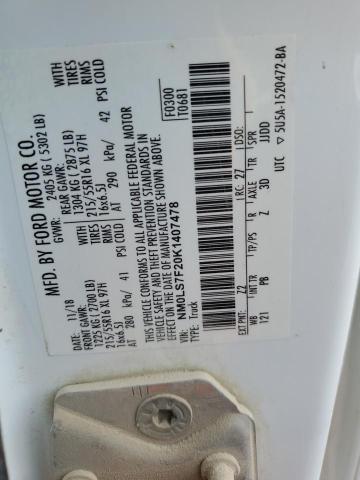 MFD. BY FORD MOTOR CO.
11/18 GVWR: 2405 KG ( 5302 LB)
FRONT GAWR: REAR GAWR: WITH
1225 KG ( 2700 LB) 1304 KG ( 2875 LB) TIRES
215/55R16 XL 97H 215/55R16 XL 97H RIMS
16x6.5J 16x6.5J
AT 280 kPa/ 41 PSI COLD AT 290 kPa/ 42 PSI COLD
THIS VEHICLE CONFORMS TO ALL APPLICABLE FEDERAL MOTOR
VEHICLE SAFETY AND THEFT PREVENTION STANDARDS IN
EFFECT ON THE DATE OF MANUFACTURE SHOWN ABOVE.
VIN: NM0LS7F20K1407478 F0300
TYPE: Truck T0681
EXT PNT: Z2 RC: 27 DSO:
WB INT TR TP/PS R AXLE TR SPR
121 PB Z 3D JJDD
UTC 5U5A-1520472-BA